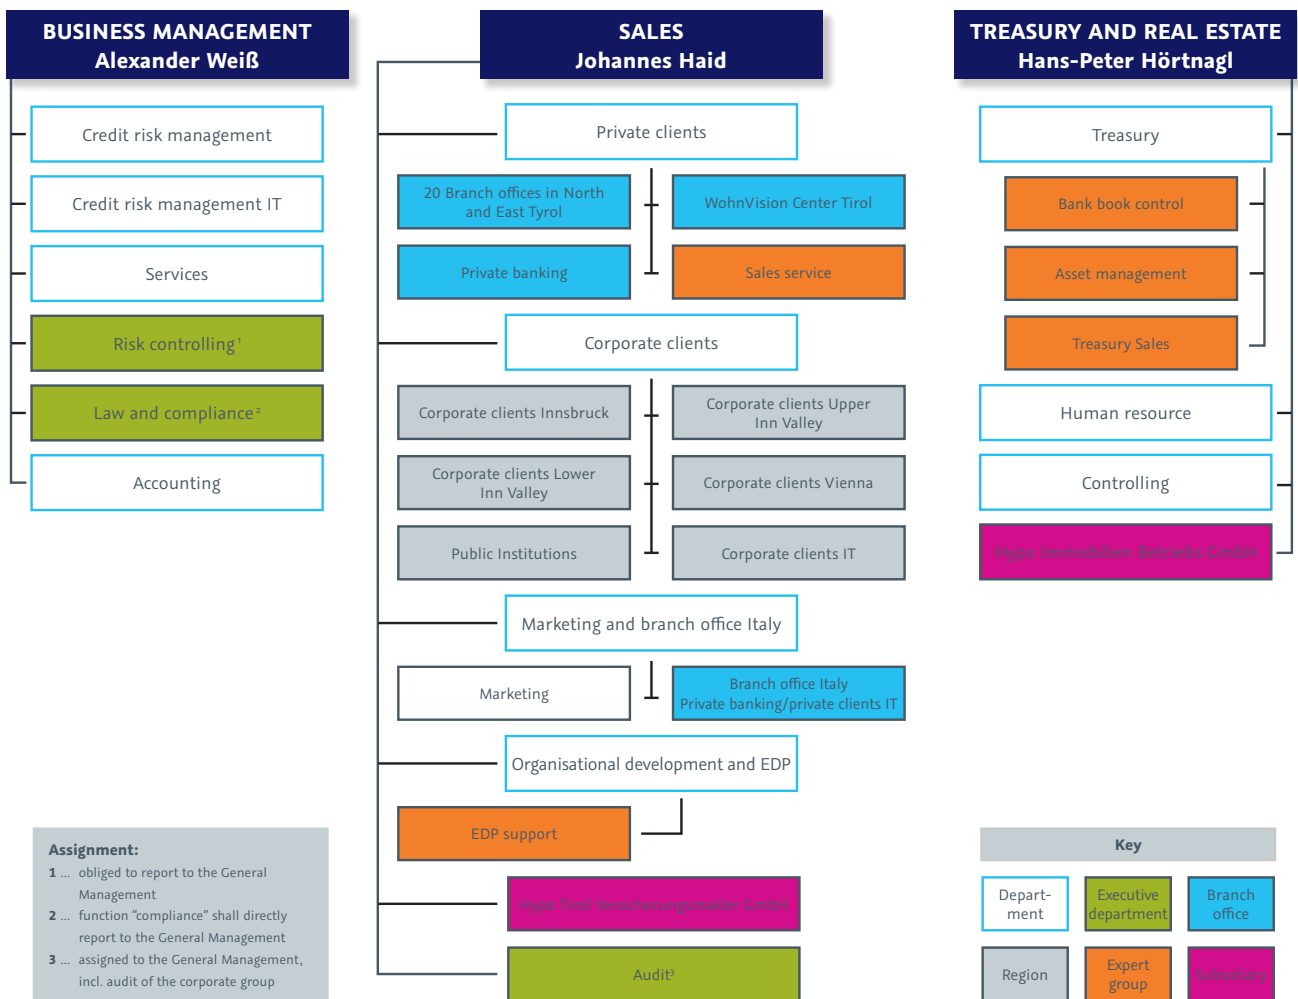 BUSINESS MANAGEMENT
Alexander Weiß
Credit risk management
Credit risk management IT
Services
Risk controlling¹
Law and compliance²
Accounting
SALES
Johannes Haid
Private clients
20 Branch offices in North
and East Tyrol
WohnVision Center Tirol
Private banking
Sales service
Corporate clients
Corporate clients Innsbruck
Corporate clients Upper
Inn Valley
Corporate clients Lower
Inn Valley
Corporate clients Vienna
Public Institutions
Corporate clients IT
Marketing and branch office Italy
Marketing
Branch office Italy
Private banking/private clients IT
Organisational development and EDP
EDP support
Hypo Tirol Versicherungsmakler GmbH
Audit³
TREASURY AND REAL ESTATE
Hans-Peter Hörtnagl
Treasury
Bank book control
Asset management
Treasury Sales
Human resource
Controlling
Hypo Immobilien Betriebs GmbH
Assignment:
1 ... obliged to report to the General
Management
2 ... function "compliance" shall directly
report to the General Management
3 ... assigned to the General Management,
incl. audit of the corporate group
Key
Depart-
ment
Executive
department
Branch
office
Region
Expert
group
Subsidiary